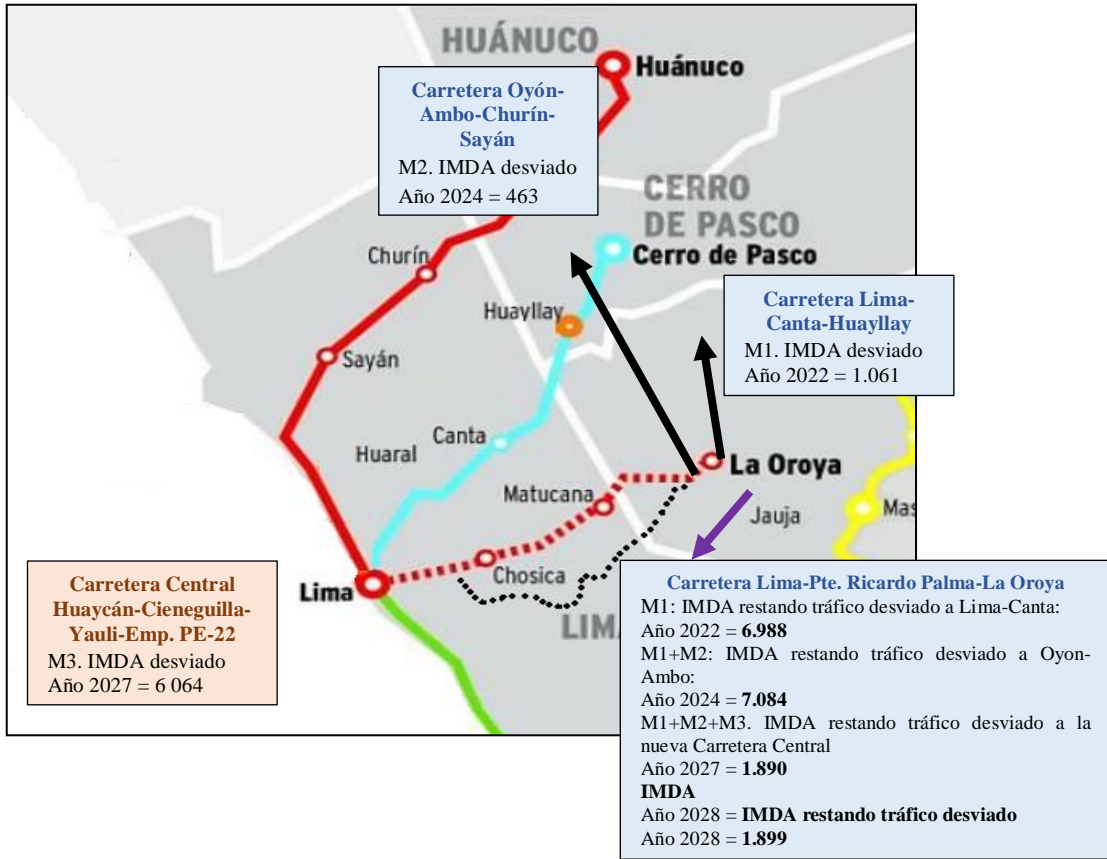 HUÁNUCO
Huánuco
Carretera Oyón-
Ambo-Churín-
Sayán
M2. IMDA desviado
Año 2024 = 463
CERRO
DE PASCO
Cerro de Pasco
Churín
Huayllay
Carretera Lima-
Canta-Huayllay
M1. IMDA desviado
Año 2022 = 1.061
Sayán
Canta
Huaral
La Oroya
Matucana
Jauja
Mas
Chosica
Lima
LIM
Carretera Central
Huaycán-Cieneguilla-
Yauli-Emp. PE-22
M3. IMDA desviado
Año 2027 = 6 064
Carretera Lima-Pte. Ricardo Palma-La Oroya
M1: IMDA restando tráfico desviado a Lima-Canta:
Año 2022 = 6.988
M1+M2: IMDA restando tráfico desviado a Oyon-
Ambo:
Año 2024 = 7.084
M1+M2+M3. IMDA restando tráfico desviado a la
nueva Carretera Central
Año 2027 = 1.890
IMDA
Año 2028 = IMDA restando tráfico desviado
Año 2028 = 1.899